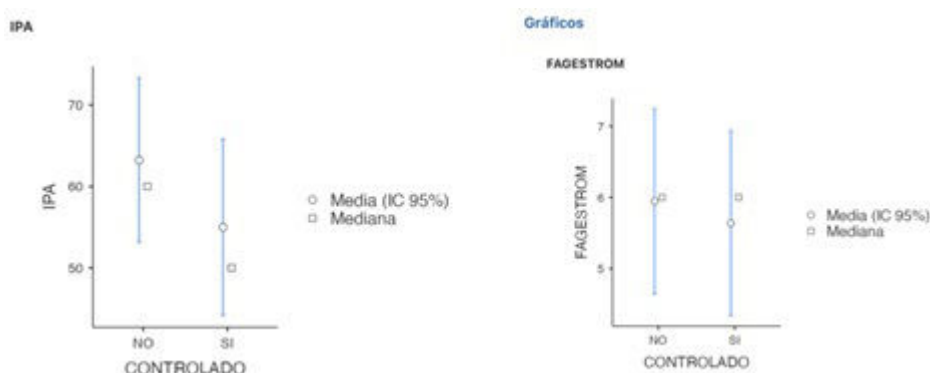 IPA
70
60
50
IPA
NO
SI
CONTROLADO
Media (IC 95%)
Mediana
Gráficos
FAGESTROM
7
6
5
FAGESTROM
NO
SI
CONTROLADO
Media (IC 95%)
Mediana